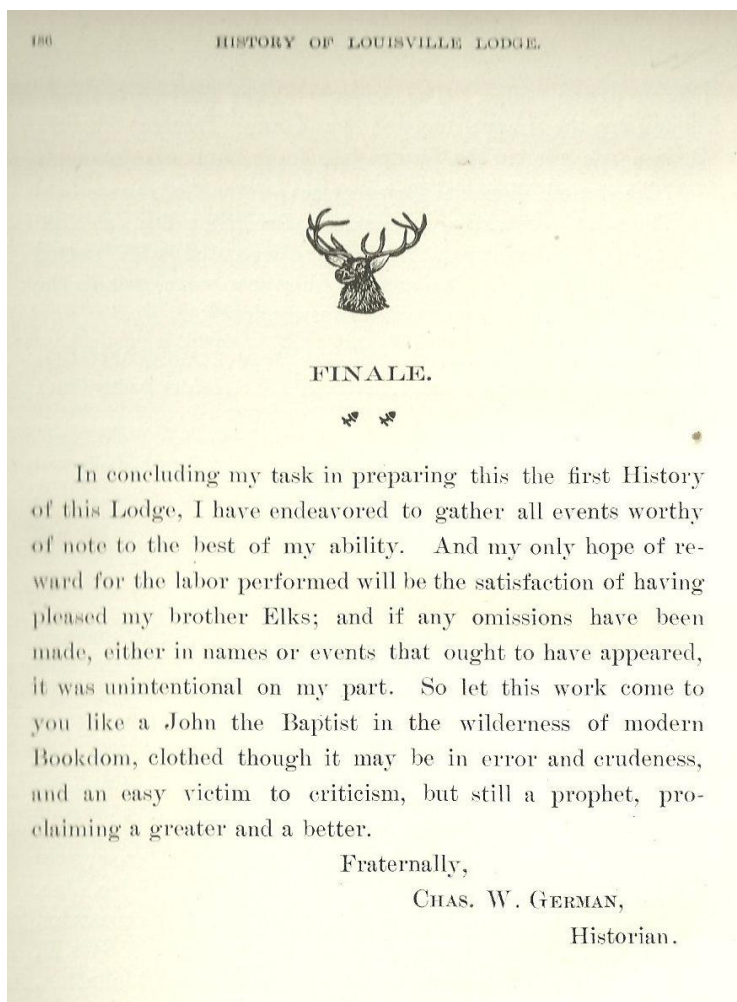 186 HISTORY OF LOUISVILLE LODGE.
FINALE.
In concluding my task in preparing this the first History
of this Lodge, I have endeavored to gather all events worthy
of note to the best of my ability. And my only hope of re-
ward for the labor performed will be the satisfaction of having
pleased my brother Elks; and if any omissions have been
made, either in names or events that ought to have appeared,
it was unintentional on my part. So let this work come to
you like a John the Baptist in the wilderness of modern
Bookdom, clothed though it may be in error and crudeness,
and an easy victim to criticism, but still a prophet, pro-
claiming a greater and a better.
Fraternally,
CHAS. W. GERMAN,
Historian.